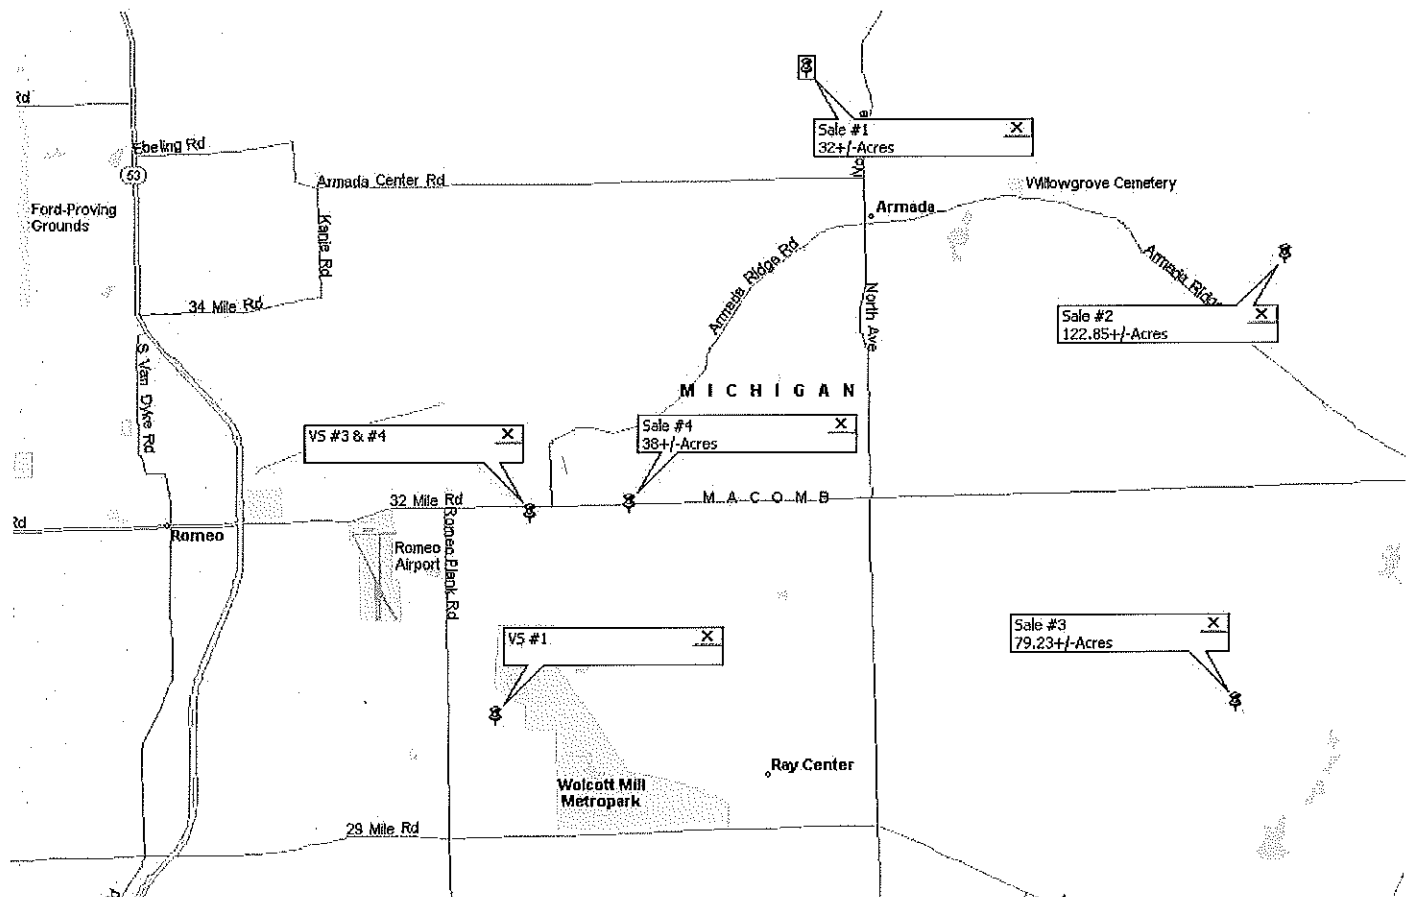 Rd
Ebeling Rd
53
Sale #1
32+/-Acres
Armada Center Rd
Willowgrove Cemetery
Ford-Proving
Grounds
Kanie Rd
Armada
Armada Ridge Rd
Armada Ridge
34 Mile Rd
North Ave
Sale #2
122.85+/-Acres
S Van Dyke Rd
MICHIGAN
VS #3 & #4
Sale #4
38+/-Acres
32 Mile Rd
MACOMB
Rd
Romeo
Romeo
Airport
Romeo Plank Rd
VS #1
Sale #3
79.23+/-Acres
Ray Center
Wolcott Mill
Metropark
29 Mile Rd